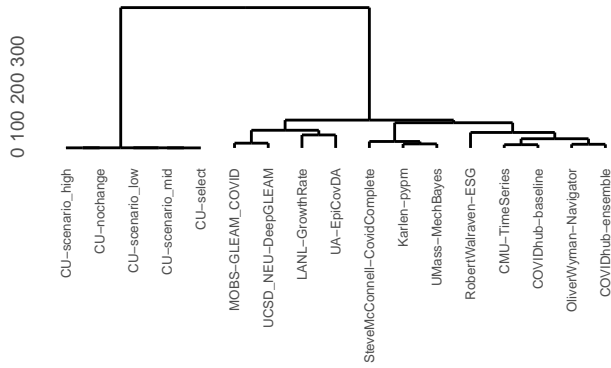 0 100 200 300
CU−scenario_high
CU−nochange
CU−scenario_low
CU−scenario_mid
CU−select
MOBS−GLEAM_COVID
UCSD_NEU−DeepGLEAM
LANL−GrowthRate
UA−EpiCovDA
SteveMcConnell−CovidComplete
Karlen−pypm
UMass−MechBayes
RobertWalraven−ESG
CMU−TimeSeries
COVIDhub−baseline
OliverWyman−Navigator
COVIDhub−ensemble